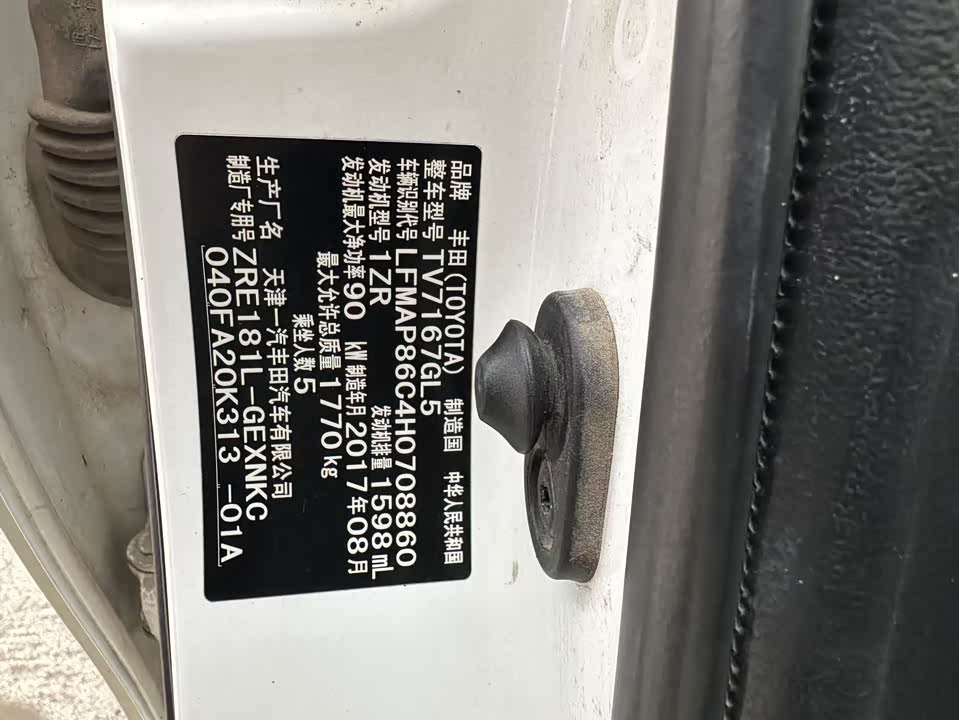 品牌 丰田(TOYOTA) 制造国 中华人民共和国
整车型号 TV7167GL5
车辆识别代号 LFMAP86C4H0708860
发动机型号 1ZR 发动机排量 1598 mL
发动机最大净功率 90 kW 制造年月 2017年08月
最大允许总质量 1770kg
乘坐人数 5
生产厂名 天津一汽丰田汽车有限公司
制造厂专用号 ZRE181L-GEXNKC
040FA20K313 -01A